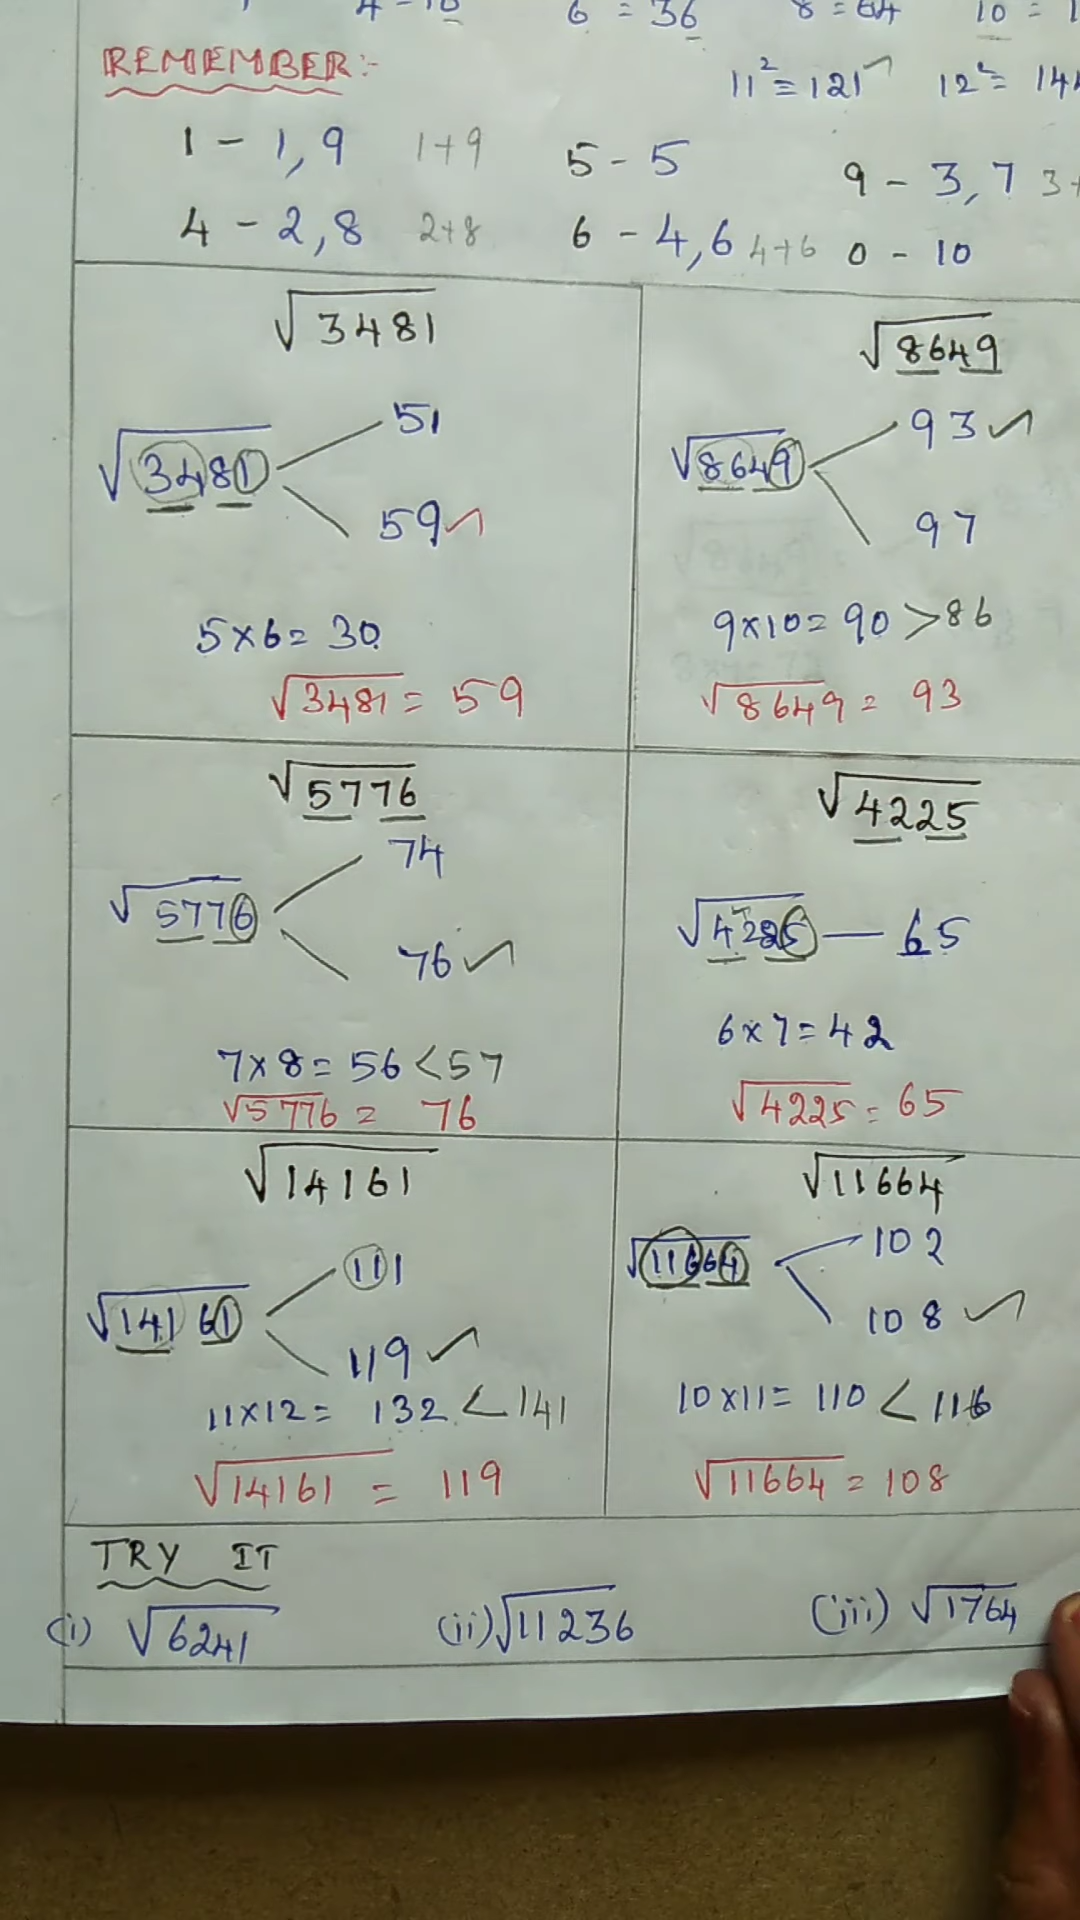 6 = 36 8 = 64
REMEMBER:-
11² = 121 12² = 144
1 - 1, 9 1+9 5 - 5 9 - 3, 7
4 - 2, 8 2+8 6 - 4, 6 4+6 0 - 10
√3481
√3481
51
59
5×6= 30
√3481 = 59
√8649
√8649
93
97
9×10= 90 >86
√8649 = 93
√5776
√5776
74
76
7×8= 56 <57
√5776 = 76
√4225
√4225 — 65
6×7=42
√4225 = 65
√14161
√14161
111
119
11×12= 132 <141
√14161 = 119
√11664
√11664
102
108
10×11= 110 < 116
√11664 = 108
TRY IT
(i) √6241 (ii) √11236 (iii) √1764